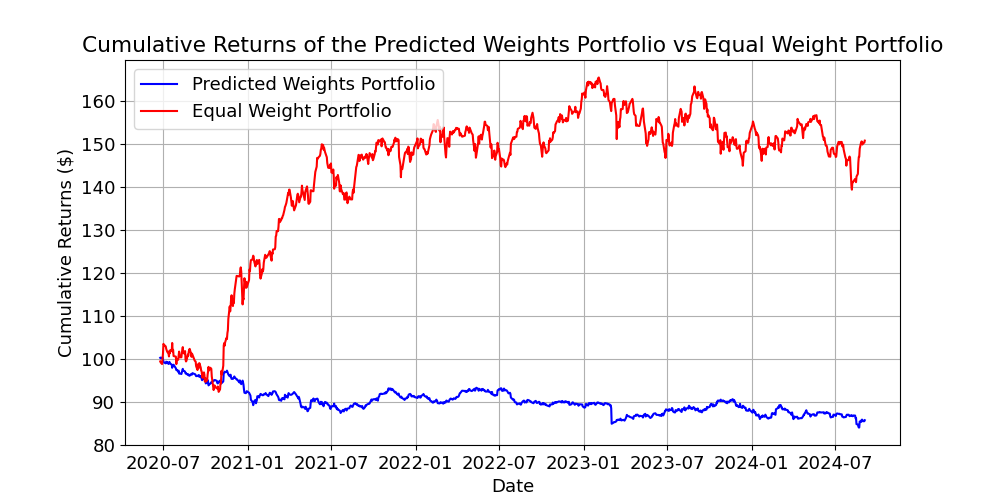 Cumulative Returns of the Predicted Weights Portfolio vs Equal Weight Portfolio
Predicted Weights Portfolio
Equal Weight Portfolio
Cumulative Returns ($)
160
150
140
130
120
110
100
90
80
2020-07 2021-01 2021-07 2022-01 2022-07 2023-01 2023-07 2024-01 2024-07
Date